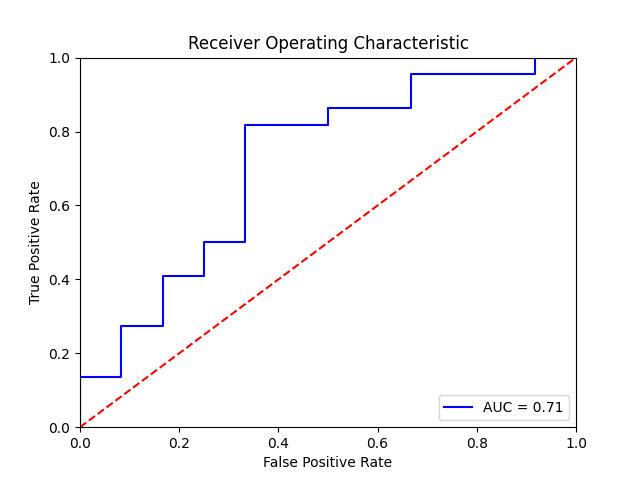 Receiver Operating Characteristic
True Positive Rate
1.0
0.8
0.6
0.4
0.2
0.0
AUC = 0.71
0.0 0.2 0.4 0.6 0.8 1.0
False Positive Rate